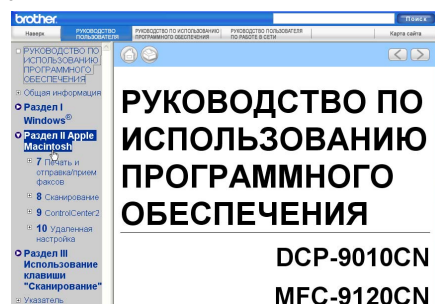 brother
Поиск
Наверх
РУКОВОДСТВО
ПОЛЬЗОВАТЕЛЯ
РУКОВОДСТВО ПО ИСПОЛЬЗОВАНИЮ
ПРОГРАММНОГО ОБЕСПЕЧЕНИЯ
РУКОВОДСТВО ПОЛЬЗОВАТЕЛЯ
ПО РАБОТЕ В СЕТИ
Карта сайта
РУКОВОДСТВО ПО
ИСПОЛЬЗОВАНИЮ
ПРОГРАММНОГО
ОБЕСПЕЧЕНИЯ
Общая информация
Раздел I
Windows®
Раздел II Apple
Macintosh
7 Печать и
отправка/прием
факсов
8 Сканирование
9 ControlCenter2
10 Удаленная
настройка
Раздел III
Использование
клавиши
"Сканирование"
Указатель
РУКОВОДСТВО ПО
ИСПОЛЬЗОВАНИЮ
ПРОГРАММНОГО
ОБЕСПЕЧЕНИЯ
DCP-9010CN
MFC-9120CN